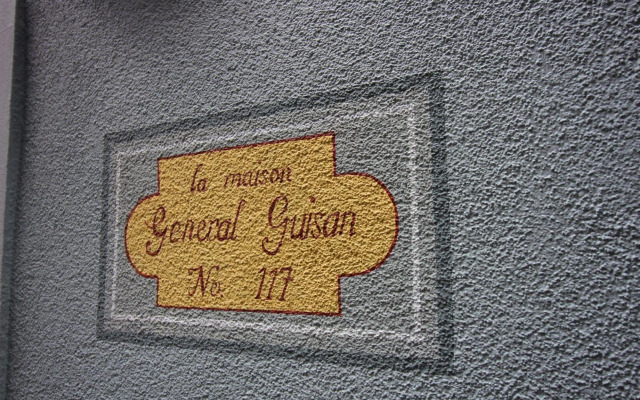 la maison
General Guisan
No. 117